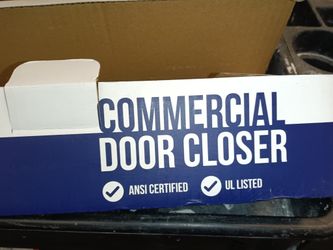 COMMERCIAL
DOOR CLOSER
ANSI CERTIFIED UL LISTED